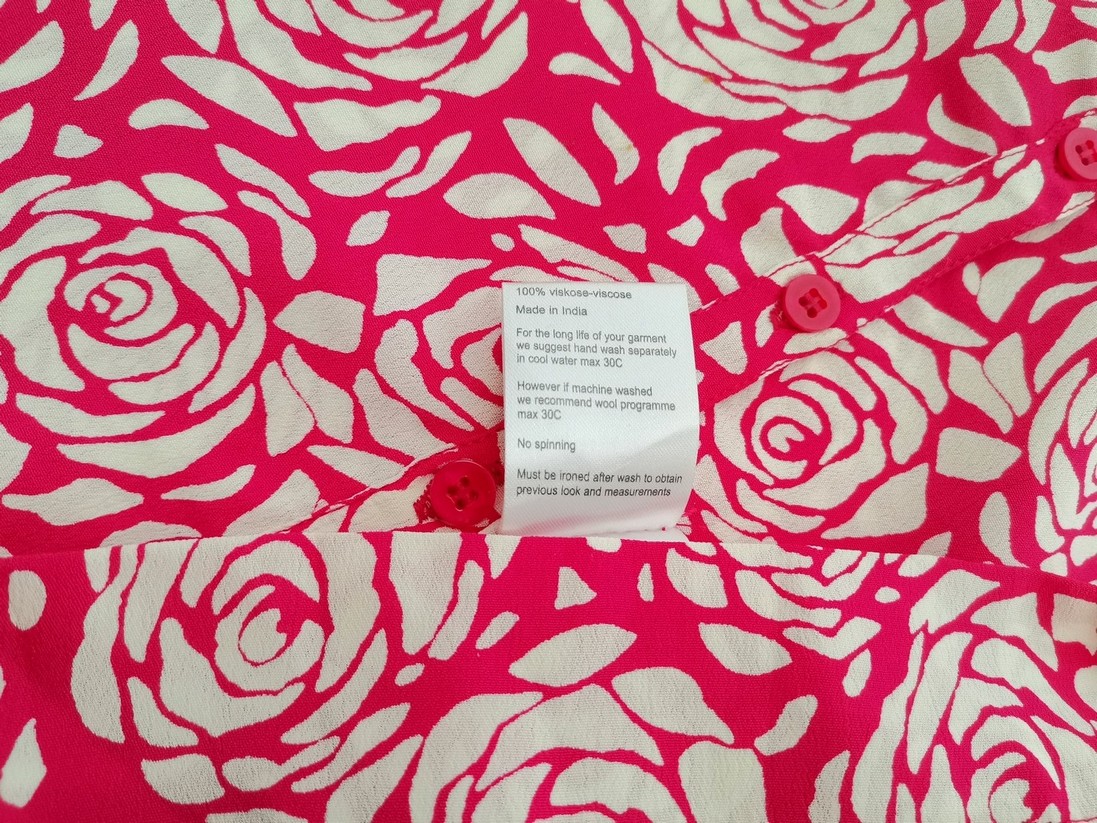 100% viskose-viscose
Made in India
For the long life of your garment
we suggest hand wash separately
in cool water max 30C
However if machine washed
we recommend wool programme
max 30C
No spinning
Must be ironed after wash to obtain
previous look and measurements